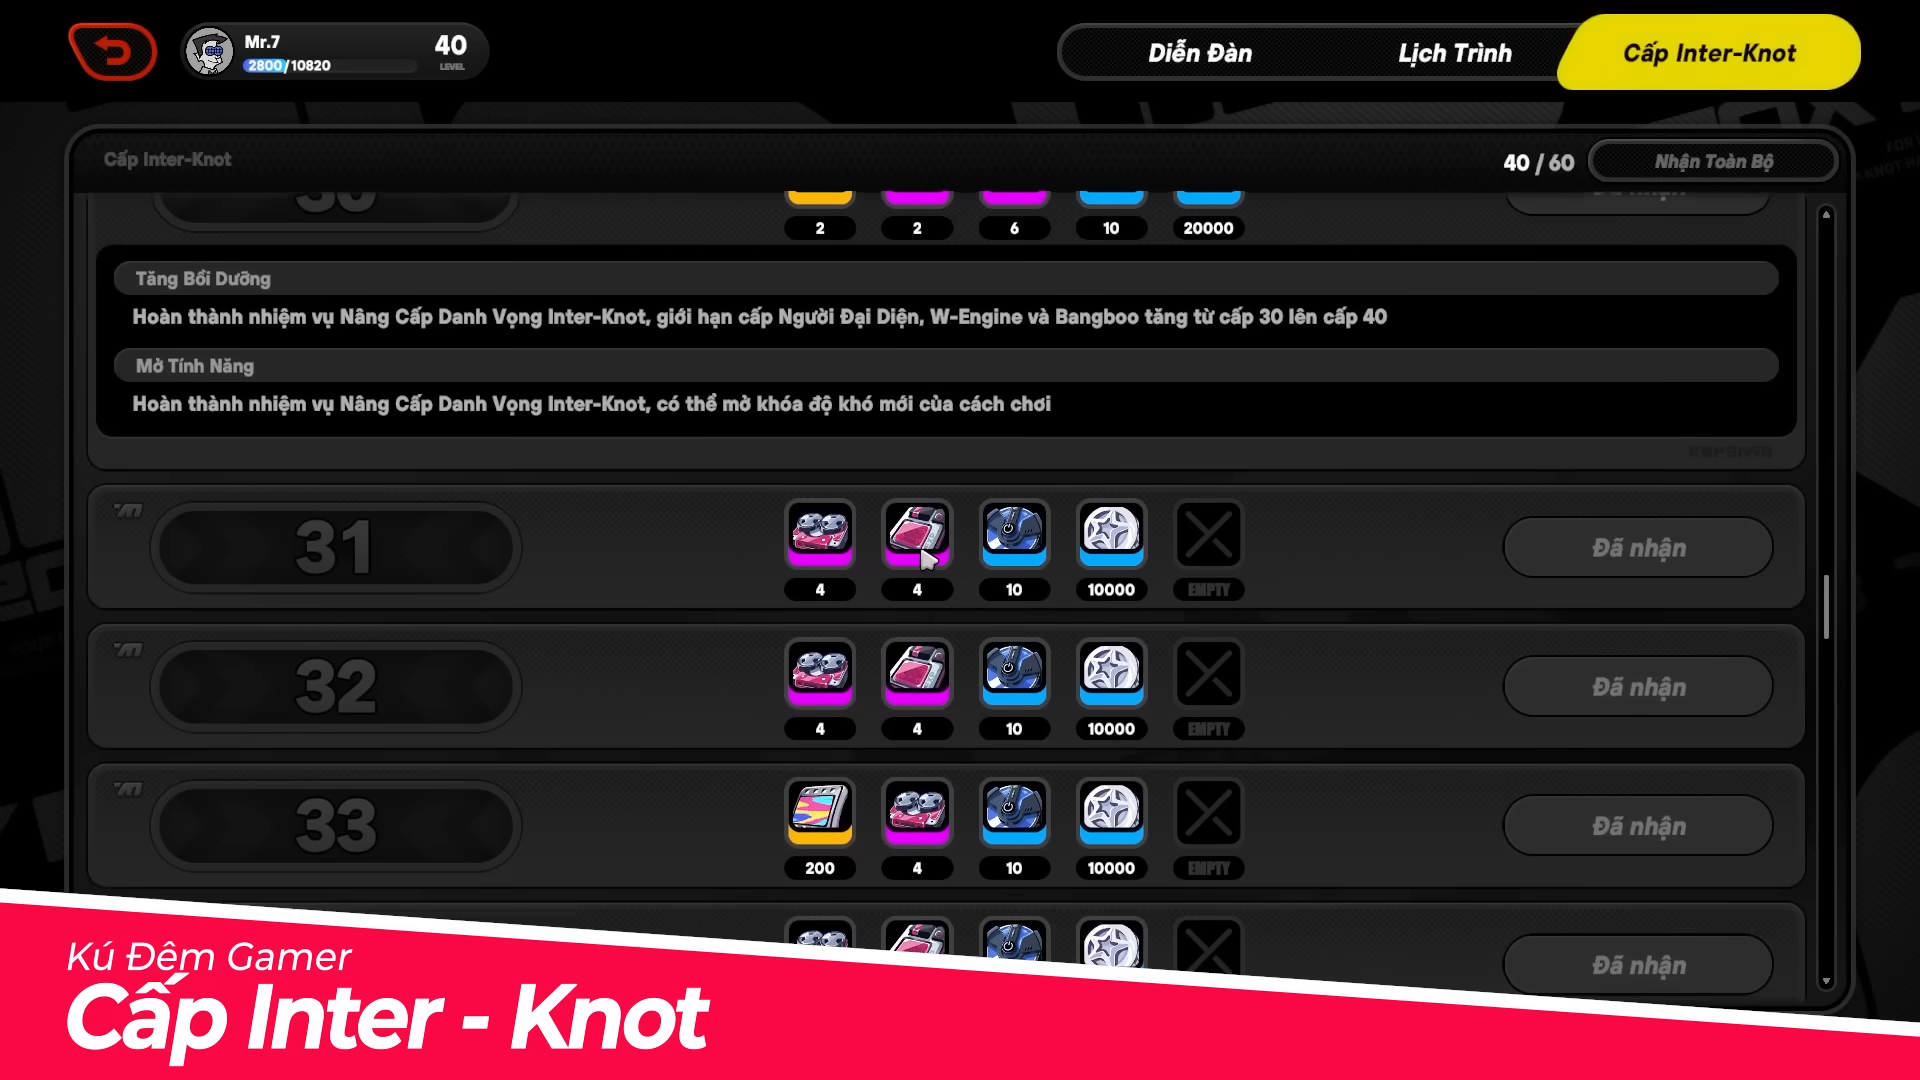 Mr.7
2800/10820
40
LEVEL
Diễn Đàn
Lịch Trình
Cấp Inter-Knot
Cấp Inter-Knot
40 / 60
Nhận Toàn Bộ
30
2
2
6
10
20000
Tăng Bồi Dưỡng
Hoàn thành nhiệm vụ Nâng Cấp Danh Vọng Inter-Knot, giới hạn cấp Người Đại Diện, W-Engine và Bangboo tăng từ cấp 30 lên cấp 40
Mở Tính Năng
Hoàn thành nhiệm vụ Nâng Cấp Danh Vọng Inter-Knot, có thể mở khóa độ khó mới của cách chơi
31
4
4
10
10000
EMPTY
Đã nhận
32
4
4
10
10000
EMPTY
Đã nhận
33
200
4
10
10000
EMPTY
Đã nhận
Đã nhận
Kú Đêm Gamer
Cấp Inter - Knot